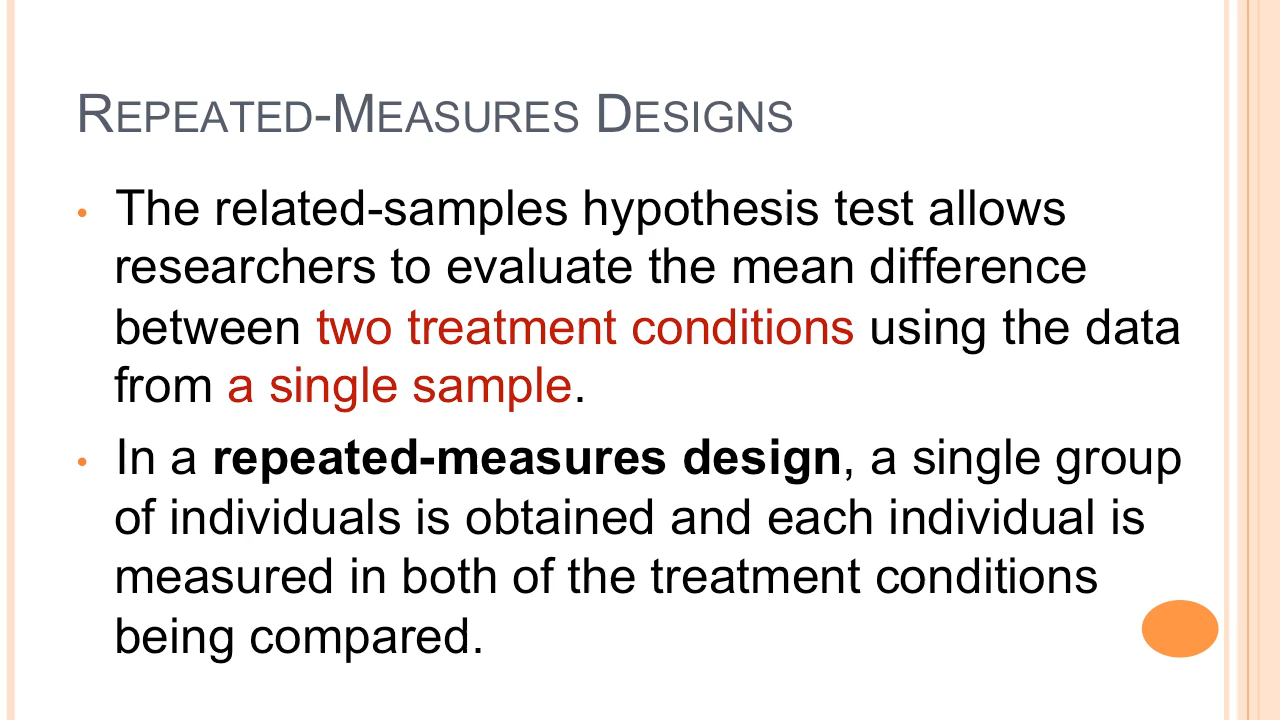 Repeated-Measures Designs
• The related-samples hypothesis test allows
researchers to evaluate the mean difference
between two treatment conditions using the data
from a single sample.
• In a repeated-measures design, a single group
of individuals is obtained and each individual is
measured in both of the treatment conditions
being compared.